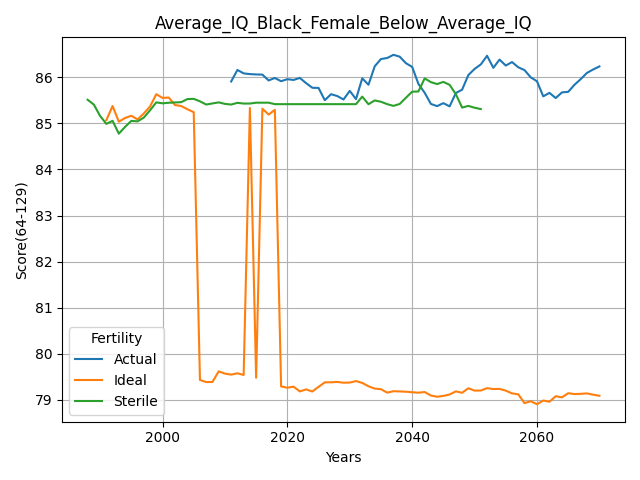 Average_IQ_Black_Female_Below_Average_IQ
Score(64-129)
86
85
84
83
82
81
80
79
Fertility
Actual
Ideal
Sterile
2000
2020
2040
2060
Years